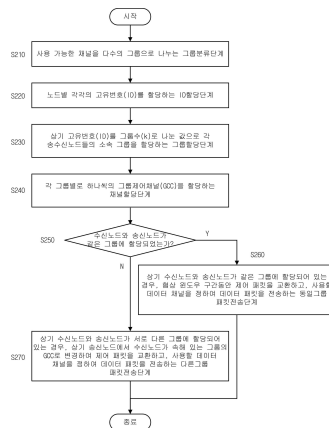 시작
S210
사용 가능한 채널을 다수의 그룹으로 나누는 그룹분류단계
S220
노드별 각각의 고유번호(ID)를 할당하는 ID할당단계
S230
상기 고유번호(ID)를 그룹수(k)로 나눈 값으로 각
송수신노드들의 소속 그룹을 할당하는 그룹할당단계
S240
각 그룹별로 하나씩의 그룹제어채널(GCC)을 할당하는
채널할당단계
S250
수신노드와 송신노드가
같은 그룹에 할당되었는가?
Y
N
S260
상기 수신노드와 송신노드가 같은 그룹에 할당되어 있는
경우, 협상 윈도우 구간동안 제어 패킷을 교환하고, 사용할
데이터 채널을 정하여 데이터 패킷을 전송하는 동일그룹
패킷전송단계
S270
상기 수신노드와 송신노드가 서로 다른 그룹에 할당되어
있는 경우, 상기 송신노드에서 수신노드가 속해 있는 그룹의
GCC로 변경하여 제어 패킷을 교환하고, 사용할 데이터
채널을 정하여 데이터 패킷을 전송하는 다른그룹
패킷전송단계
종료